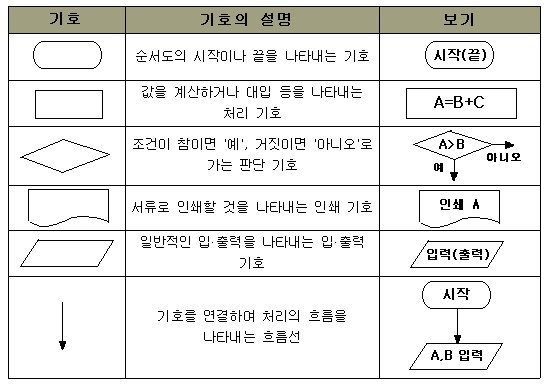 기호 기호의 설명 보기
순서도의 시작이나 끝을 나타내는 기호 시작(끝)
값을 계산하거나 대입 등을 나타내는
처리 기호
A=B+C
조건이 참이면 '예', 거짓이면 '아니오'로
가는 판단 기호
A>B
아니오
예
서류로 인쇄할 것을 나타내는 인쇄 기호 인쇄 A
일반적인 입·출력을 나타내는 입·출력
기호
입력(출력)
기호를 연결하여 처리의 흐름을
나타내는 흐름선
시작
A,B 입력